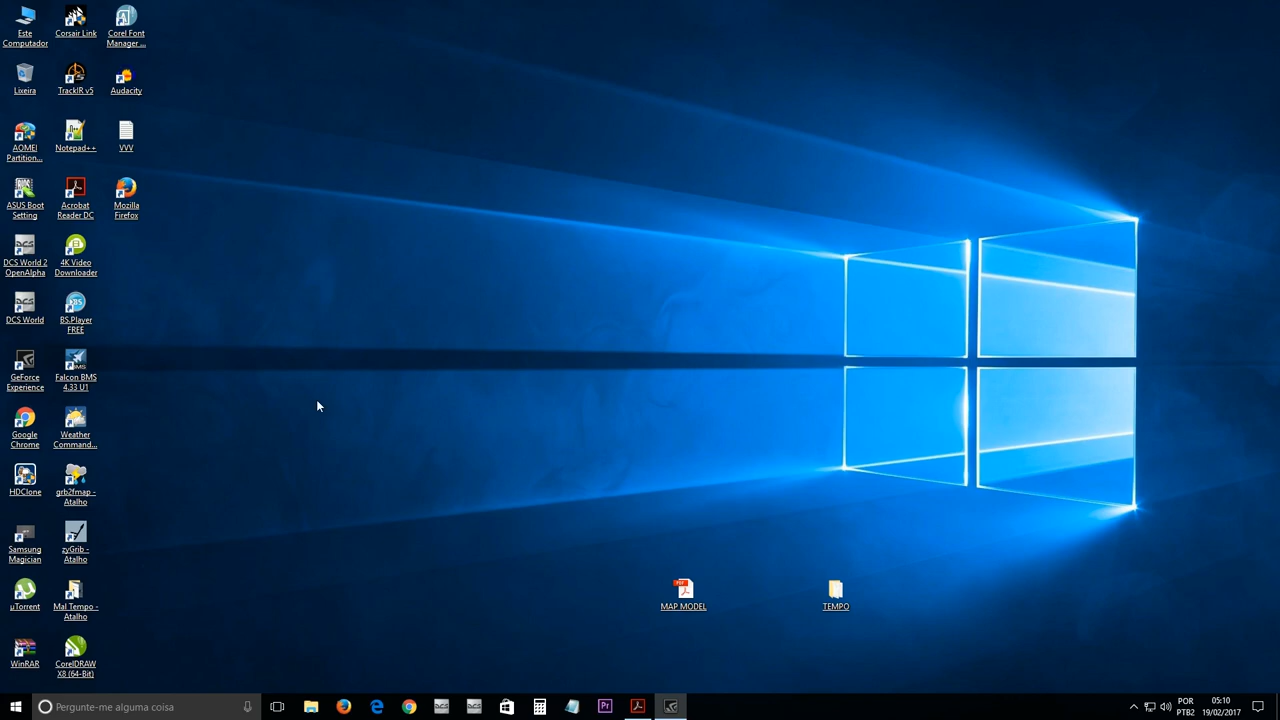 Este
Computador
Corsair Link
Corel Font
Manager ...
Lixeira
TrackIR v5
Audacity
AOMEI
Partition...
Notepad++
VVV
ASUS Boot
Setting
Acrobat
Reader DC
Mozilla
Firefox
DCS World 2
OpenAlpha
4K Video
Downloader
DCS World
BS.Player
FREE
GeForce
Experience
Falcon BMS
4.33 U1
Google
Chrome
Weather
Command...
HDClone
grb2fmap -
Atalho
Samsung
Magician
zyGrib -
Atalho
µTorrent
Mal Tempo -
Atalho
WinRAR
CorelDRAW
X8 (64-Bit)
MAP MODEL
TEMPO
Pergunte-me alguma coisa
POR
PTB2
05:10
19/02/2017